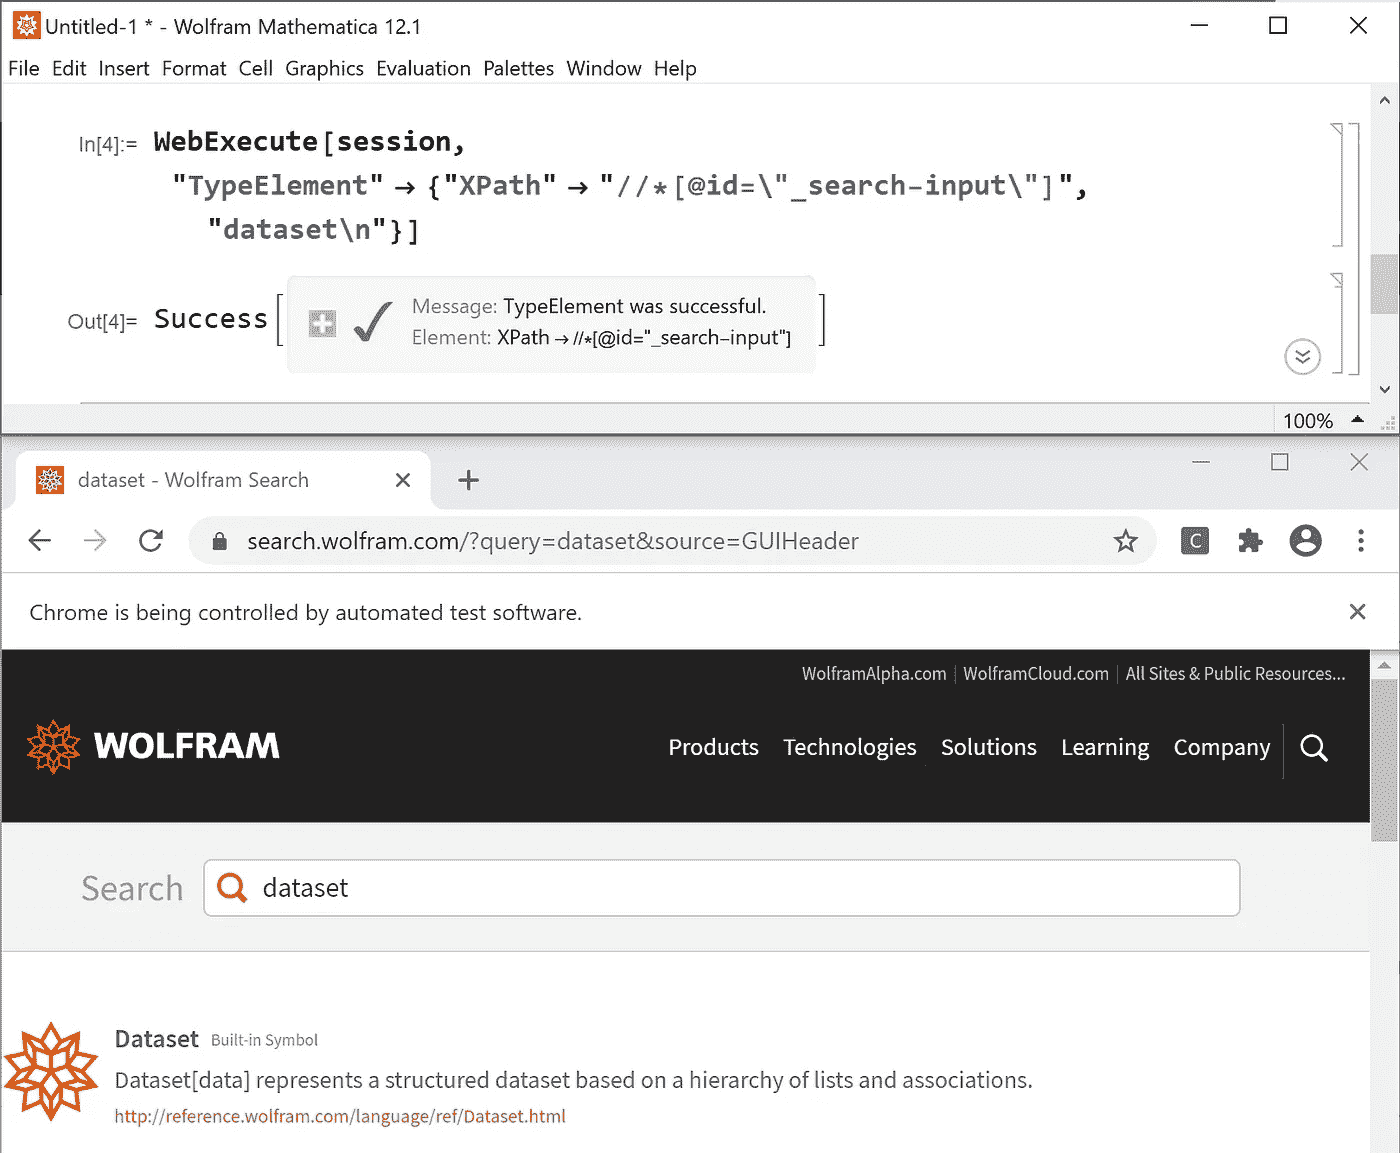 Untitled-1 * - Wolfram Mathematica 12.1
File Edit Insert Format Cell Graphics Evaluation Palettes Window Help
In[4]:= WebExecute[session,
"TypeElement" → {"XPath" → "//*[@id=\"_search-input\"]",
"dataset\n"}]
Out[4]= Success[
Message: TypeElement was successful.
Element: XPath → //*[@id="_search-input"]
]
100%
dataset - Wolfram Search
search.wolfram.com/?query=dataset&source=GUIHeader
C
Chrome is being controlled by automated test software.
WolframAlpha.com | WolframCloud.com | All Sites & Public Resources...
WOLFRAM
Products Technologies Solutions Learning Company
Search dataset
Dataset Built-in Symbol
Dataset[data] represents a structured dataset based on a hierarchy of lists and associations.
http://reference.wolfram.com/language/ref/Dataset.html